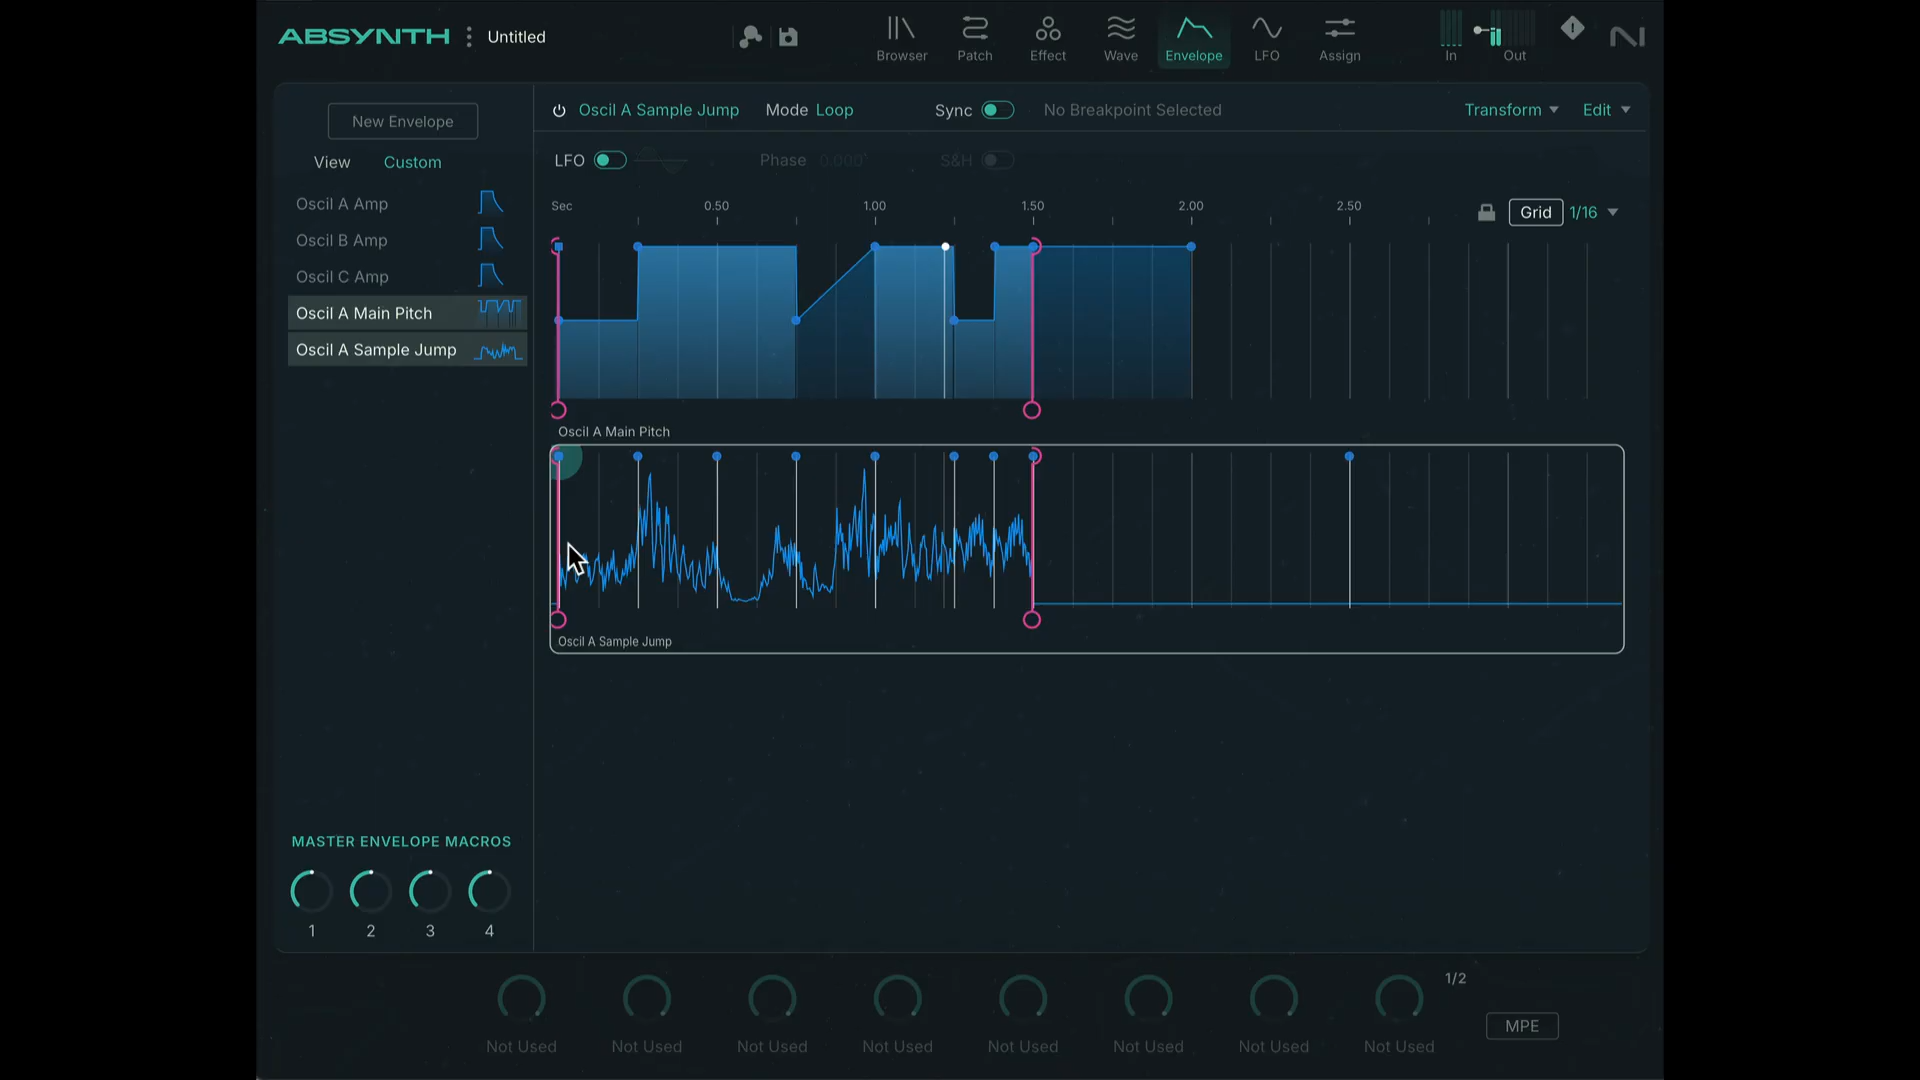 ABSYNTH Untitled
Browser Patch Effect Wave Envelope LFO Assign In Out
New Envelope
View Custom
Oscil A Amp
Oscil B Amp
Oscil C Amp
Oscil A Main Pitch
Oscil A Sample Jump
Oscil A Sample Jump Mode Loop Sync No Breakpoint Selected Transform Edit
LFO Phase 0.000° S&H
Sec 0.50 1.00 1.50 2.00 2.50 Grid 1/16
Oscil A Main Pitch
Oscil A Sample Jump
MASTER ENVELOPE MACROS
1 2 3 4
1/2
MPE
Not Used Not Used Not Used Not Used Not Used Not Used Not Used Not Used